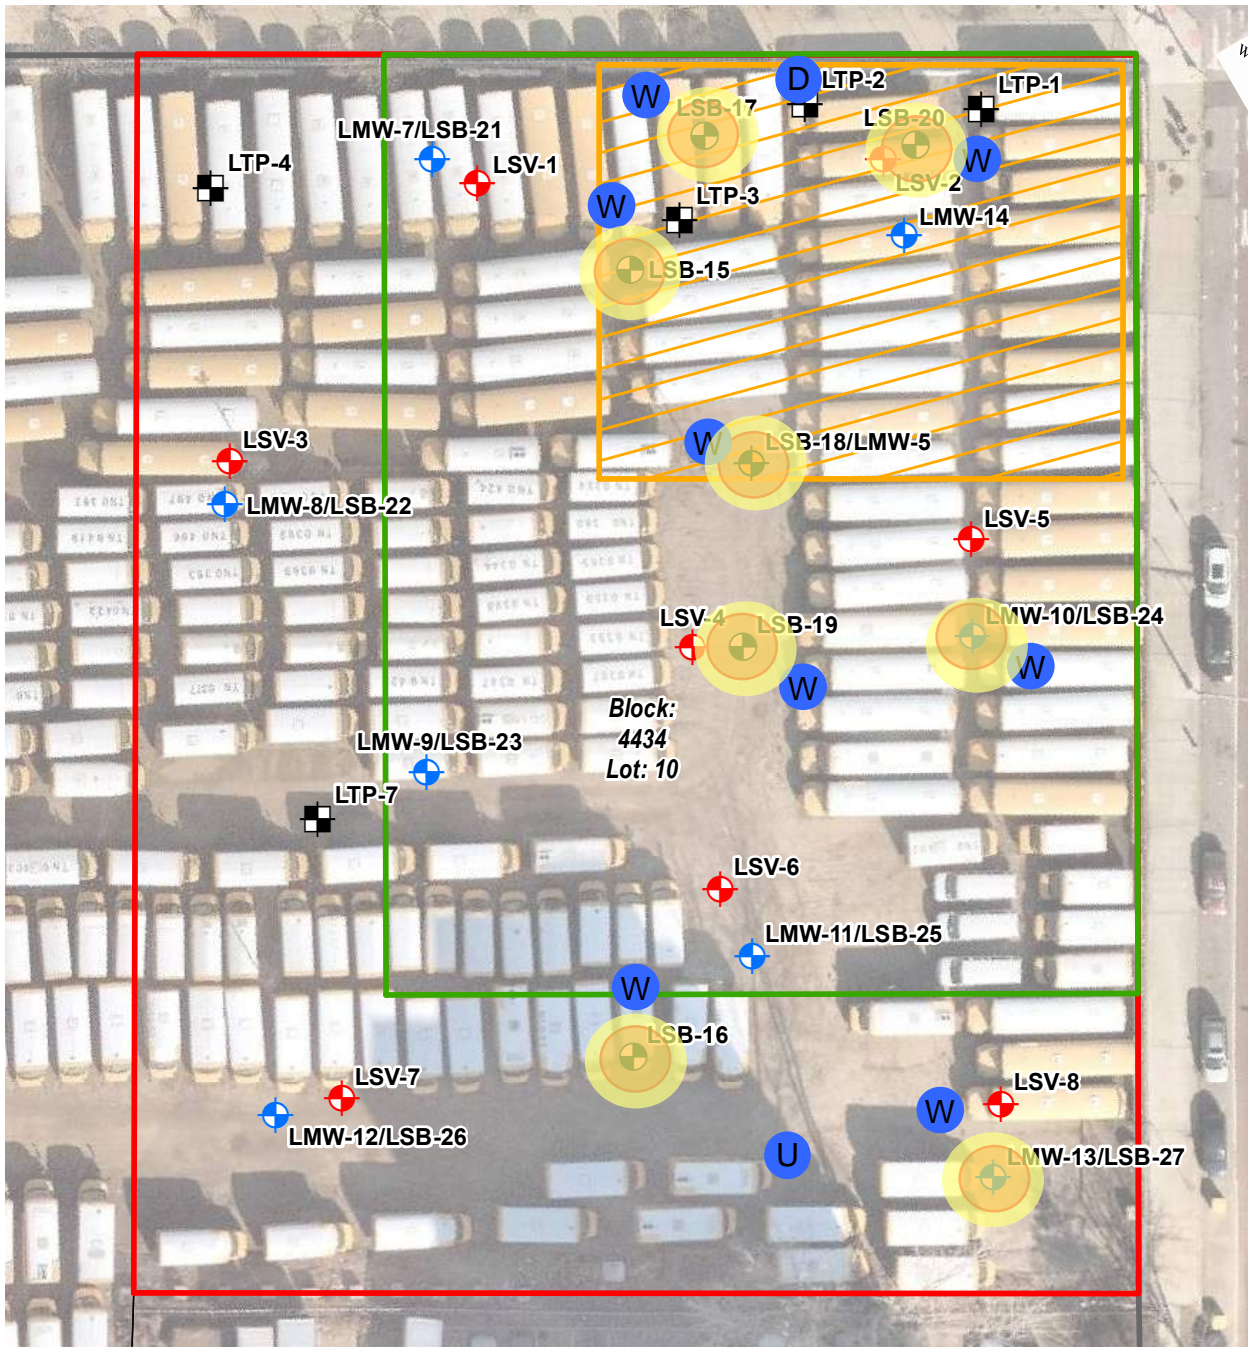 D
LTP-2
LTP-1
W
LSB-17
LSB-20
LMW-7/LSB-21
LTP-4
LSV-1
W
LSV-2
W
LTP-3
LMW-14
LSB-15
W
LSB-18/LMW-5
LSV-3
LMW-8/LSB-22
LSV-5
LSV-4
LSB-19
LMW-10/LSB-24
W
W
Block:
4434
Lot: 10
LMW-9/LSB-23
LTP-7
LSV-6
LMW-11/LSB-25
W
LSB-16
LSV-7
LSV-8
W
LMW-12/LSB-26
U
LMW-13/LSB-27